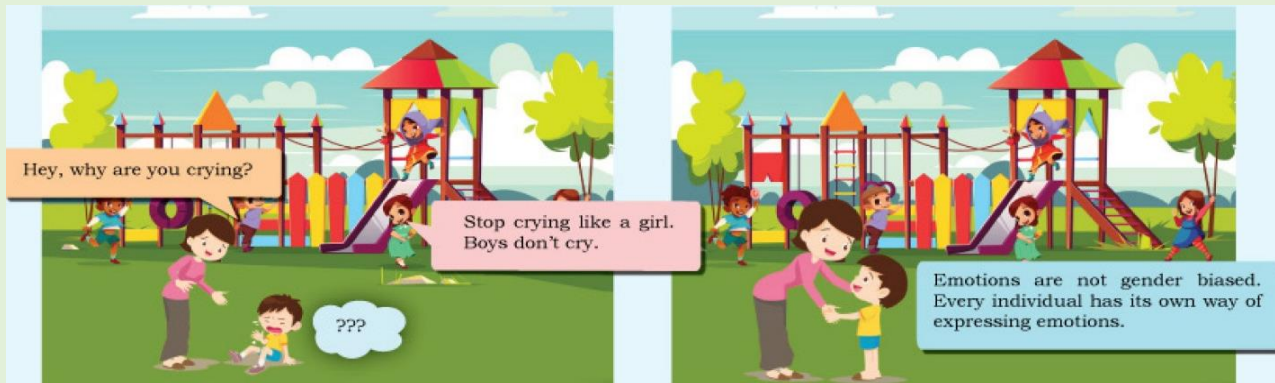 Hey, why are you crying?
Stop crying like a girl.
Boys don't cry.
???
Emotions are not gender biased.
Every individual has its own way of
expressing emotions.